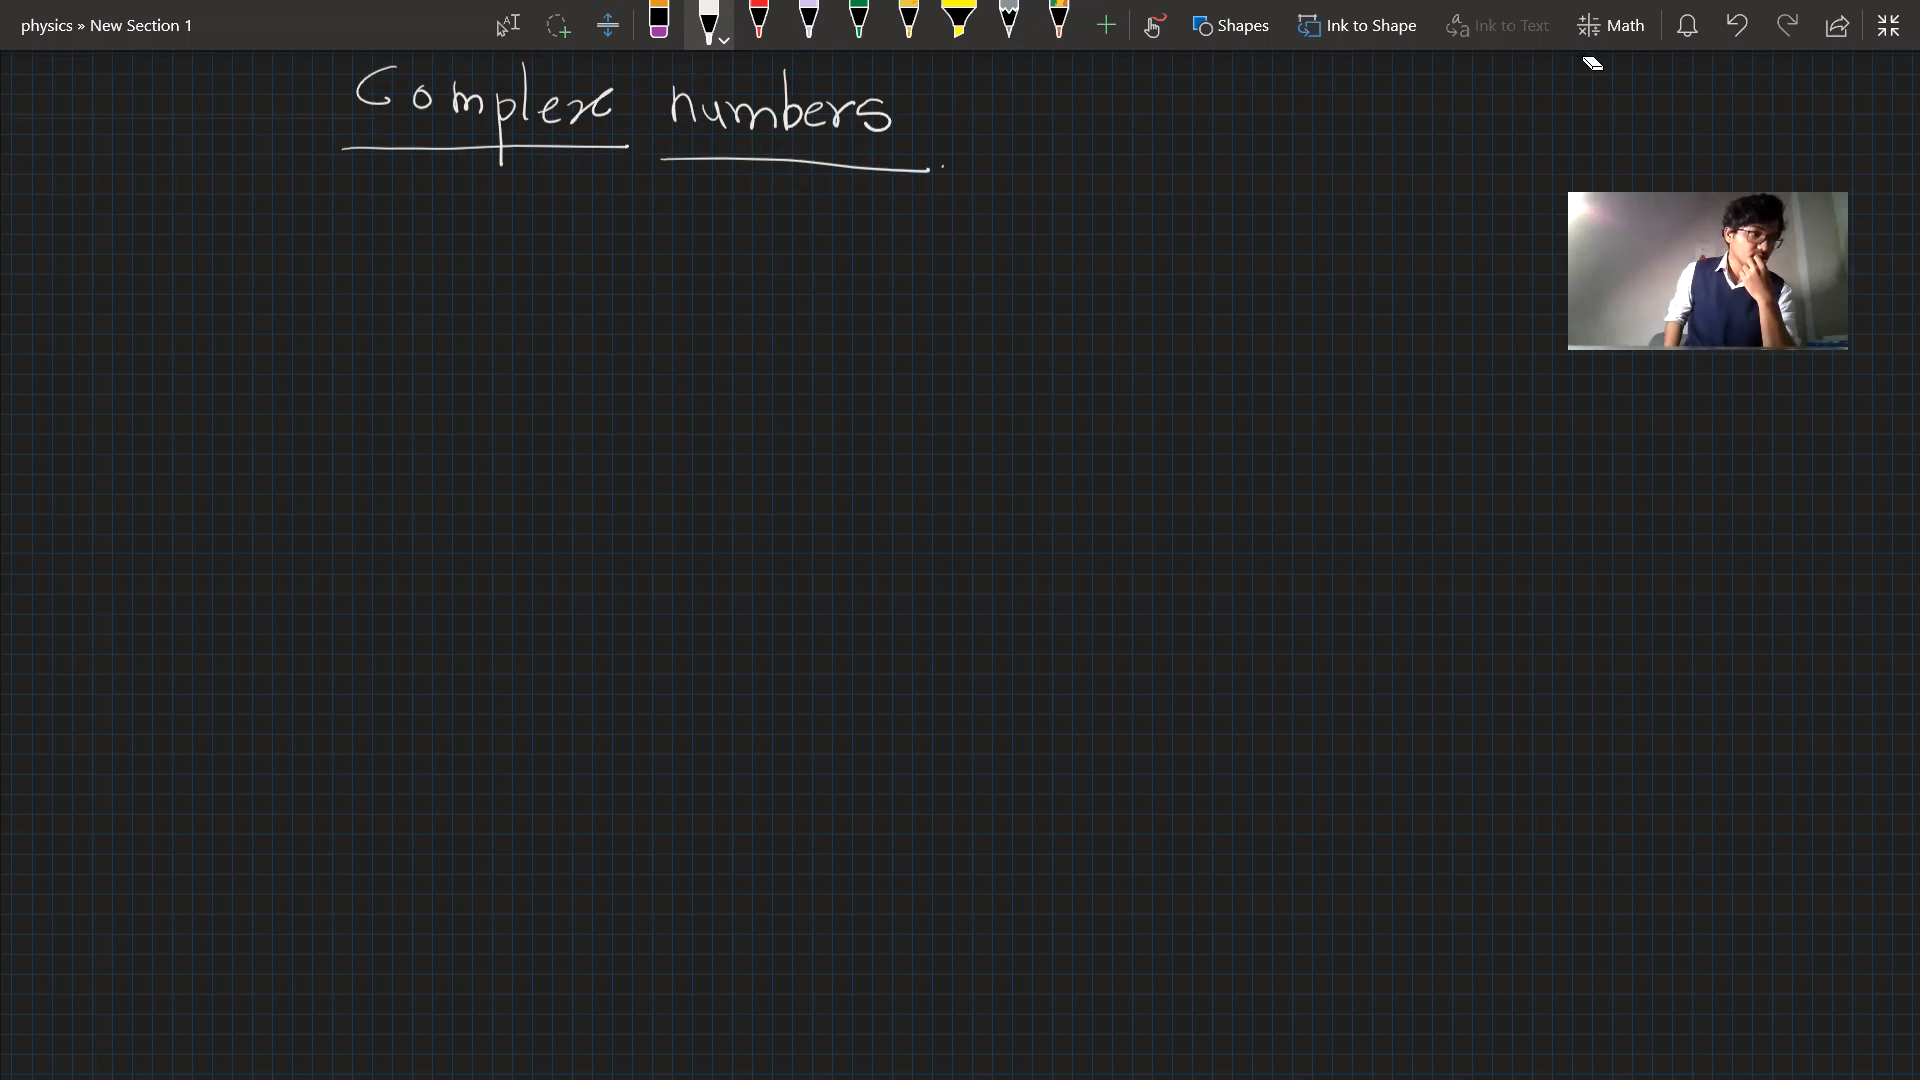 physics » New Section 1 Shapes Ink to Shape Ink to Text Math
Complex numbers.